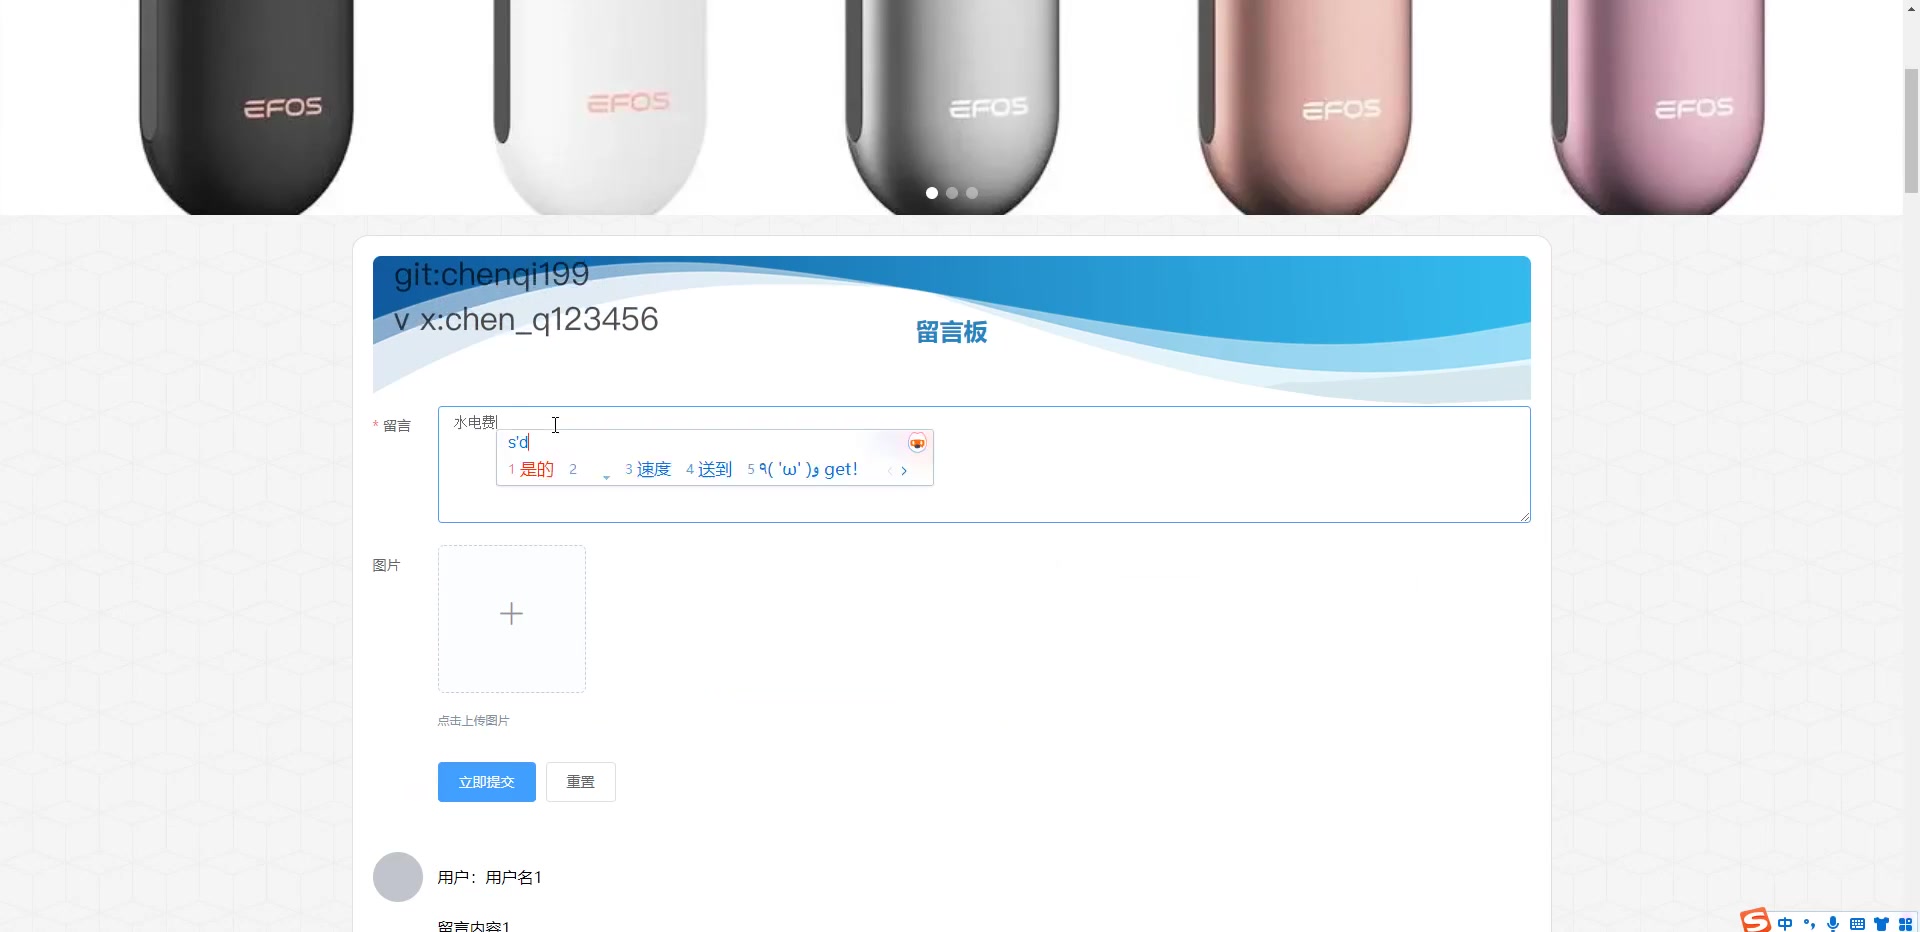 EFOS EFOS EFOS EFOS EFOS
git:chenqi199
v x:chen_q123456
留言板
* 留言
水电费
s'd
1 是的 2 3 速度 4 送到 5 ٩( 'ω' )و get!
图片
点击上传图片
立即提交 重置
用户：用户名1
留言内容1
中